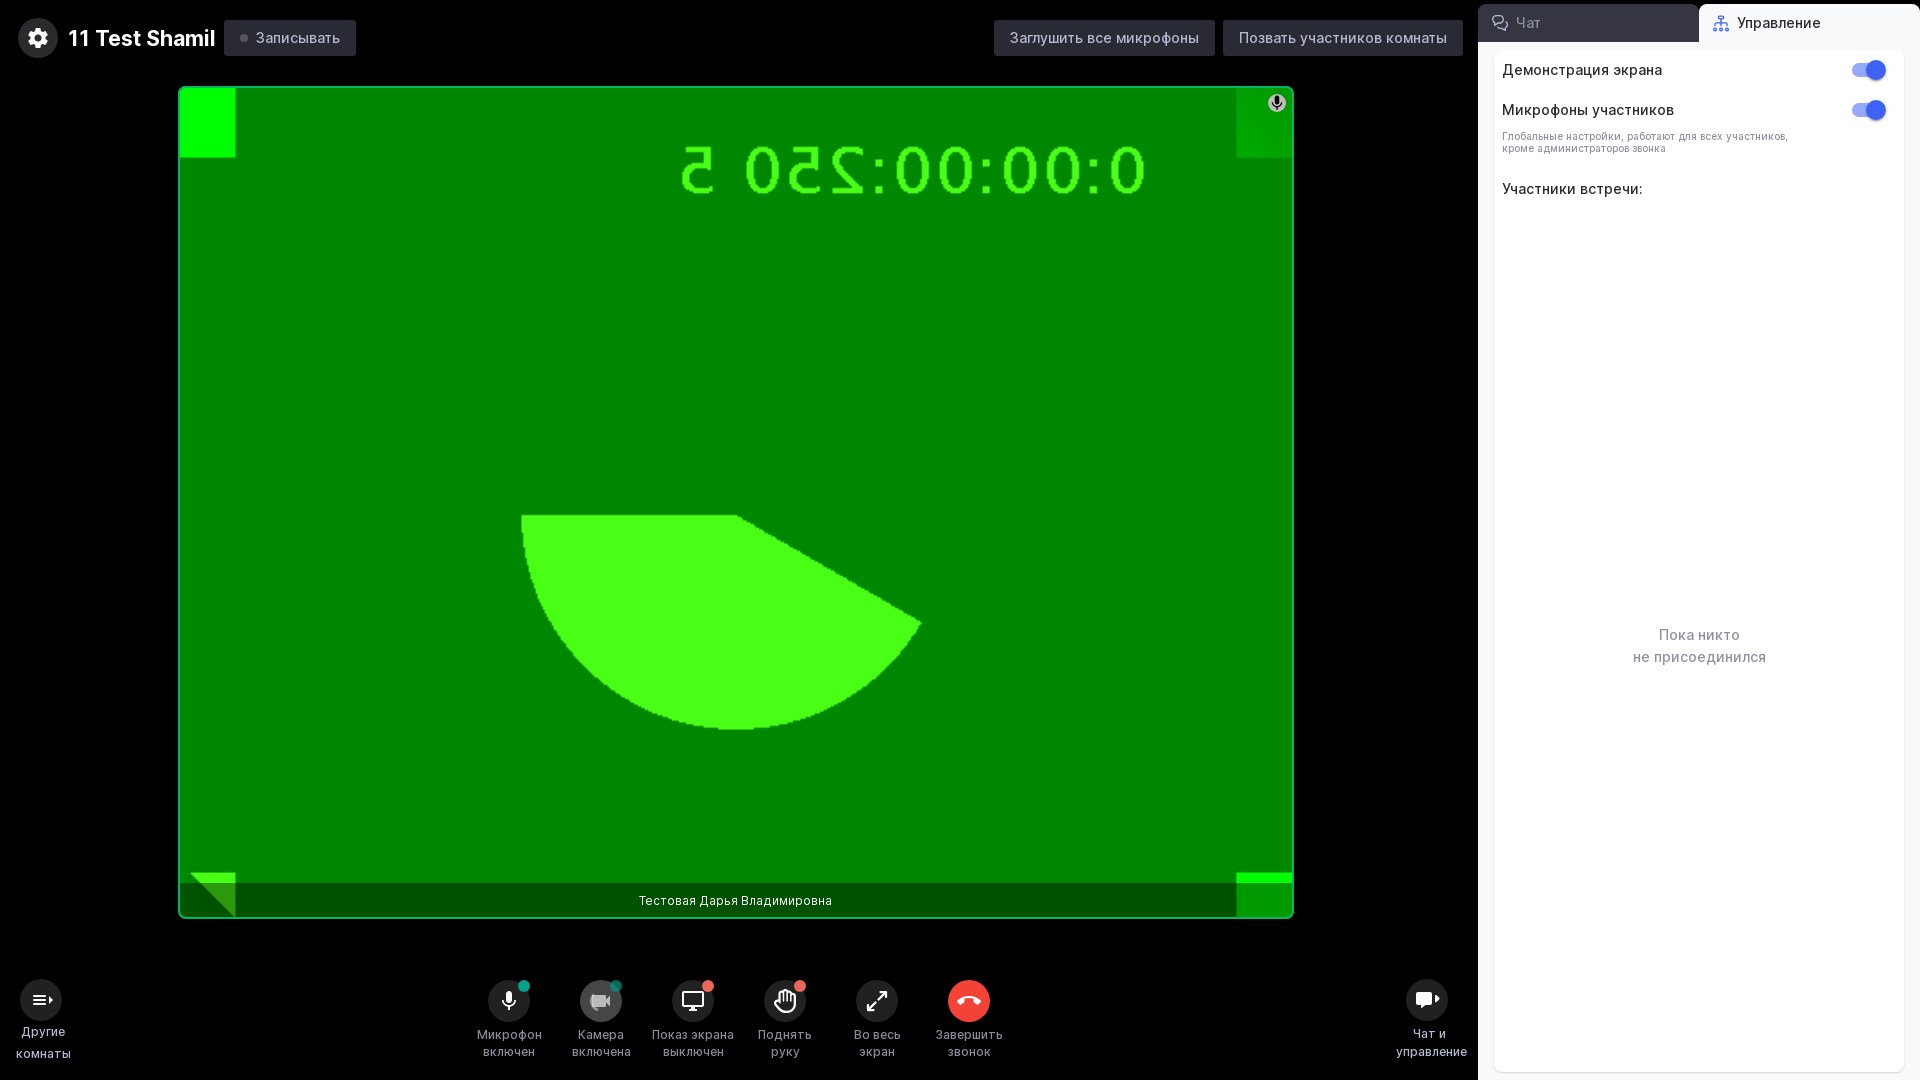 11 Test Shamil
Записывать
Заглушить все микрофоны
Позвать участников комнаты
Чат
Управление
Демонстрация экрана
Микрофоны участников
Глобальные настройки, работают для всех участников,
кроме администраторов звонка
Участники встречи:
0:00:00:250 5
Пока никто
не присоединился
Тестовая Дарья Владимировна
Другие
комнаты
Микрофон
включен
Камера
включена
Показ экрана
выключен
Поднять
руку
Во весь
экран
Завершить
звонок
Чат и
управление